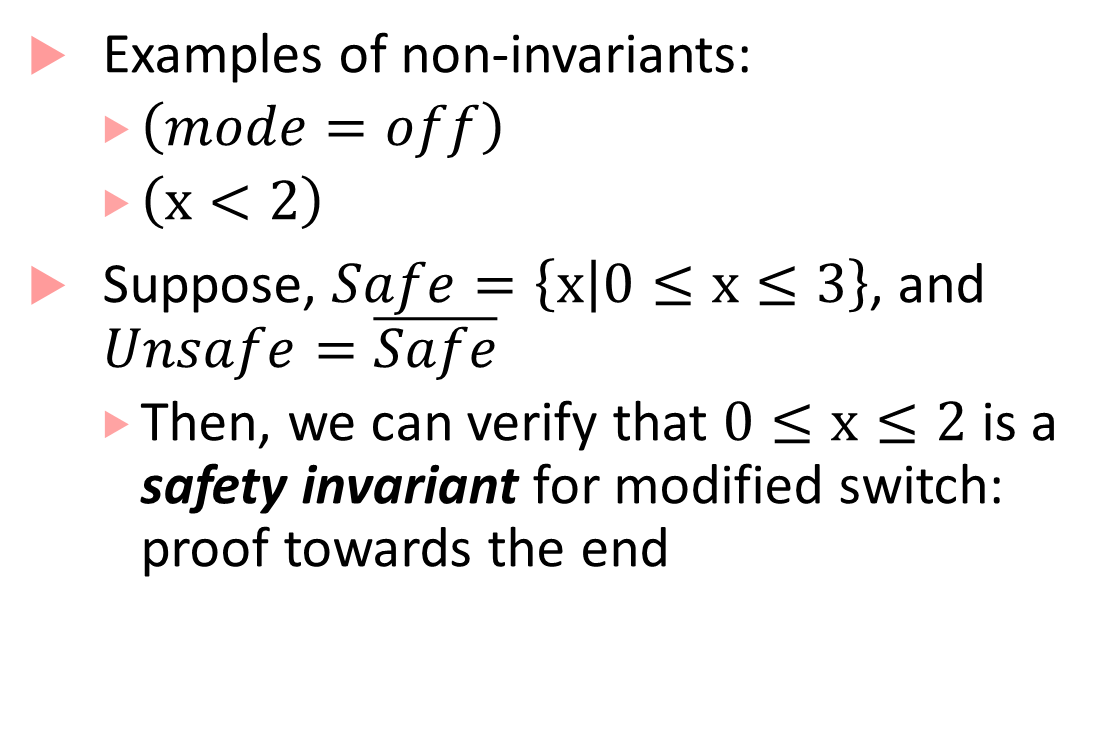 Examples of non-invariants:
(𝑚𝑜𝑑𝑒 = 𝑜𝑓𝑓)
(x < 2)
Suppose, 𝑆𝑎𝑓𝑒 = {x|0 ≤ x ≤ 3}, and
𝑈𝑛𝑠𝑎𝑓𝑒 = S̅a̅f̅e̅
Then, we can verify that 0 ≤ x ≤ 2 is a
safety invariant for modified switch:
proof towards the end